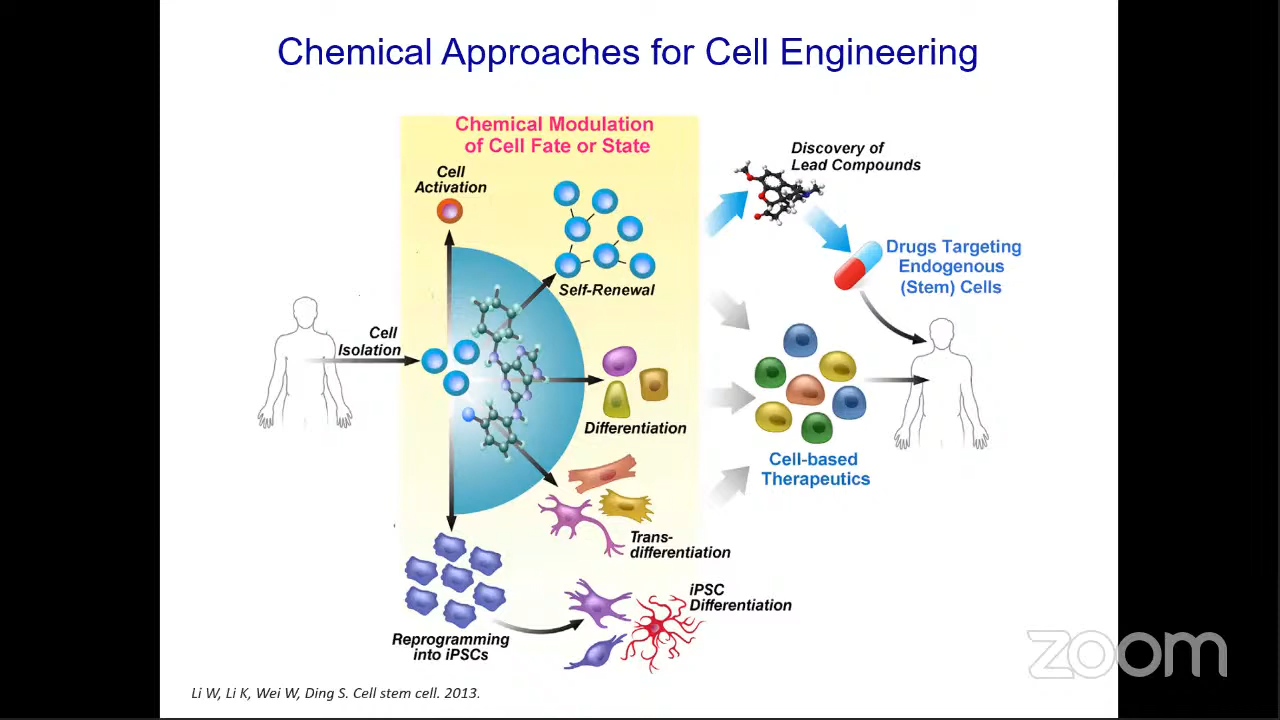 Chemical Approaches for Cell Engineering
Chemical Modulation
of Cell Fate or State
Cell
Activation
Self-Renewal
Cell
Isolation
Differentiation
Trans-
differentiation
Reprogramming
into iPSCs
iPSC
Differentiation
Discovery of
Lead Compounds
Drugs Targeting
Endogenous
(Stem) Cells
Cell-based
Therapeutics
Li W, Li K, Wei W, Ding S. Cell stem cell. 2013.
zoom